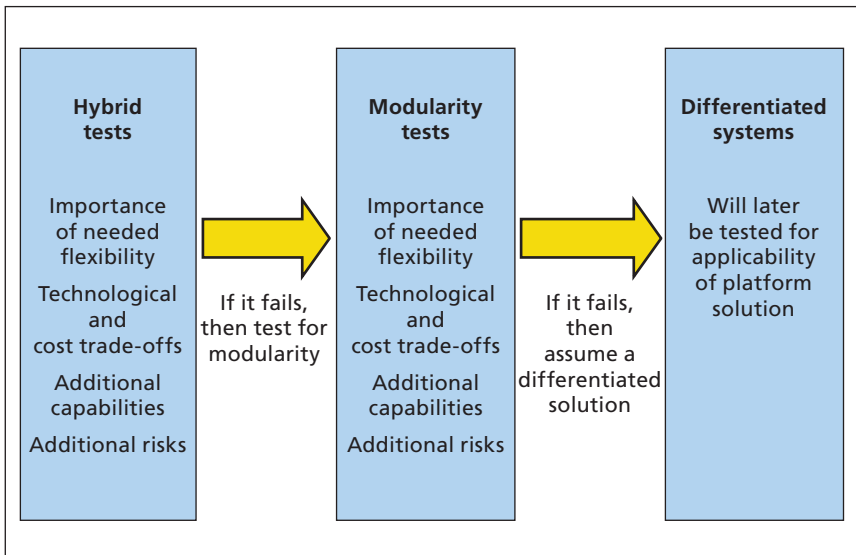 Hybrid
tests
Importance
of needed
flexibility
Technological
and
cost trade-offs
Additional
capabilities
Additional risks
If it fails,
then test for
modularity
Modularity
tests
Importance
of needed
flexibility
Technological
and
cost trade-offs
Additional
capabilities
Additional risks
If it fails,
then
assume a
differentiated
solution
Differentiated
systems
Will later
be tested for
applicability
of platform
solution